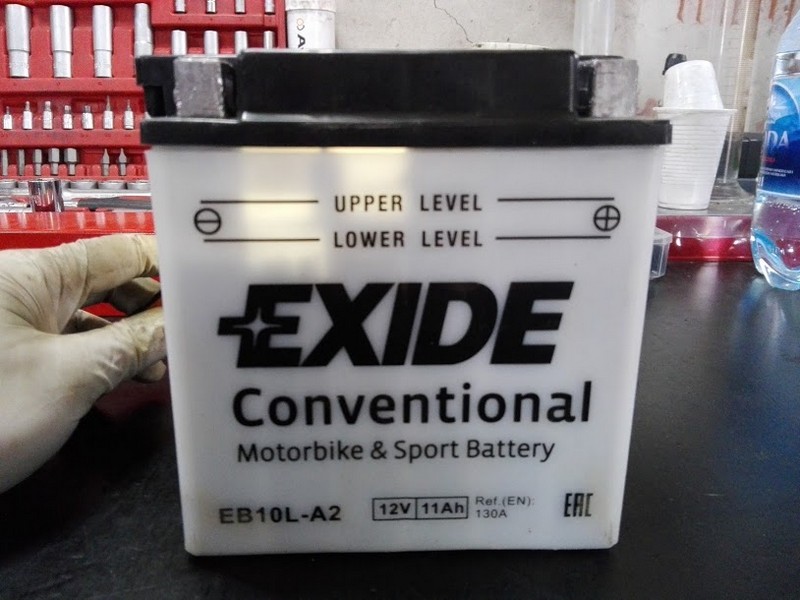 UPPER LEVEL
⊖ ⊕
LOWER LEVEL
EXIDE
Conventional
Motorbike & Sport Battery
EB10L-A2 12V 11Ah Ref.(EN): 130A EAC